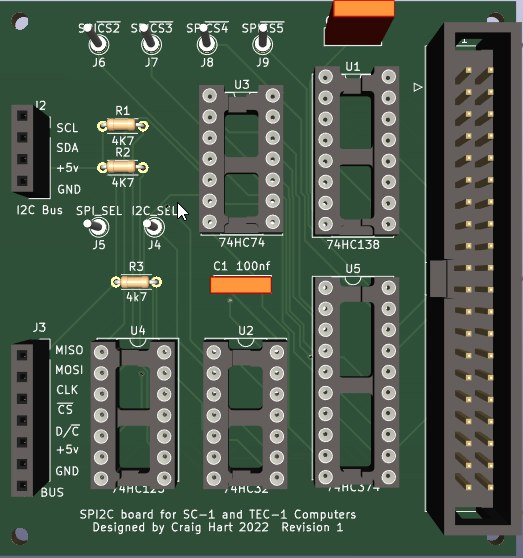 SPICS2 SPICS3 SPICS4 SPICS5
J6 J7 J8 J9
U3 U1
J2
R1
SCL
4K7
SDA
R2
+5v
4K7
GND
I2C Bus
SPI_SEL I2C_SEL
J5 J4
74HC74 74HC138
R3
4k7
C1 100nf
U5
J3
U4 U2
MISO
MOSI
CLK
CS
D/C
+5v
GND
BUS
74HC125 74HC32 74HC374
SPI2C board for SC-1 and TEC-1 Computers
Designed by Craig Hart 2022 Revision 1